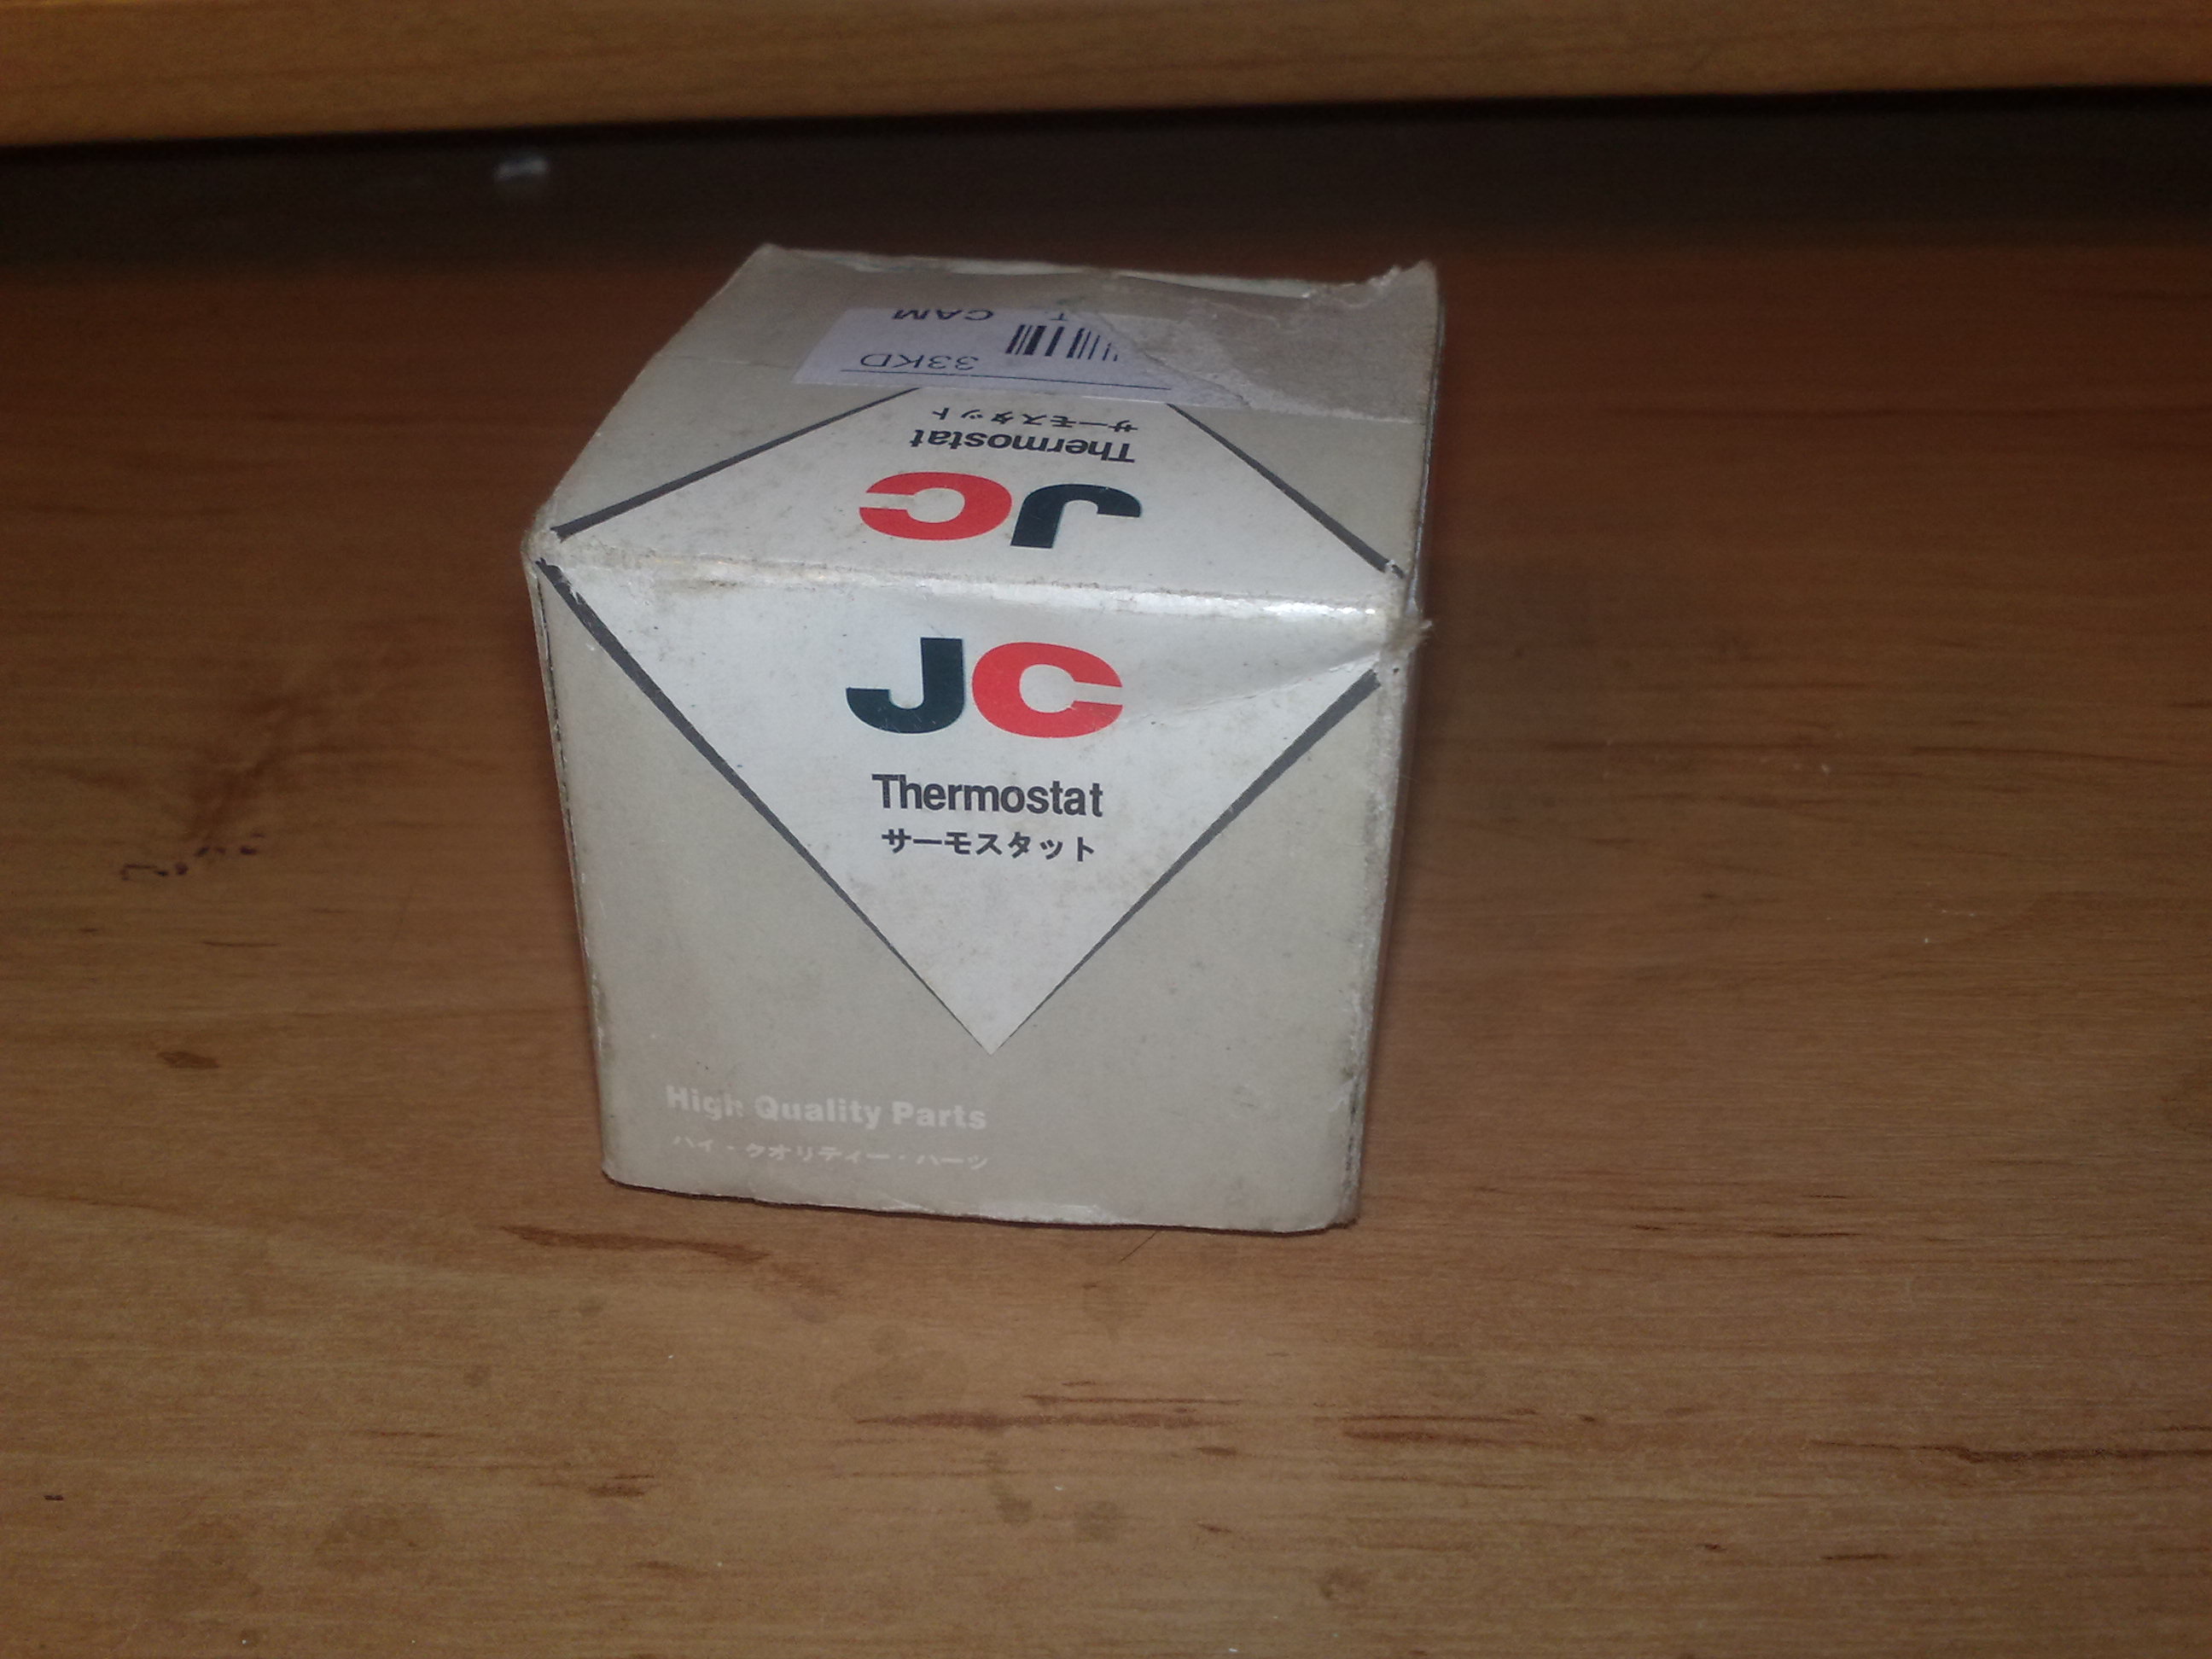 CAM T
33KD
サーモスタット
Thermostat
JC
JC
Thermostat
サーモスタット
High Quality Parts
ハイ・クオリティー・パーツ